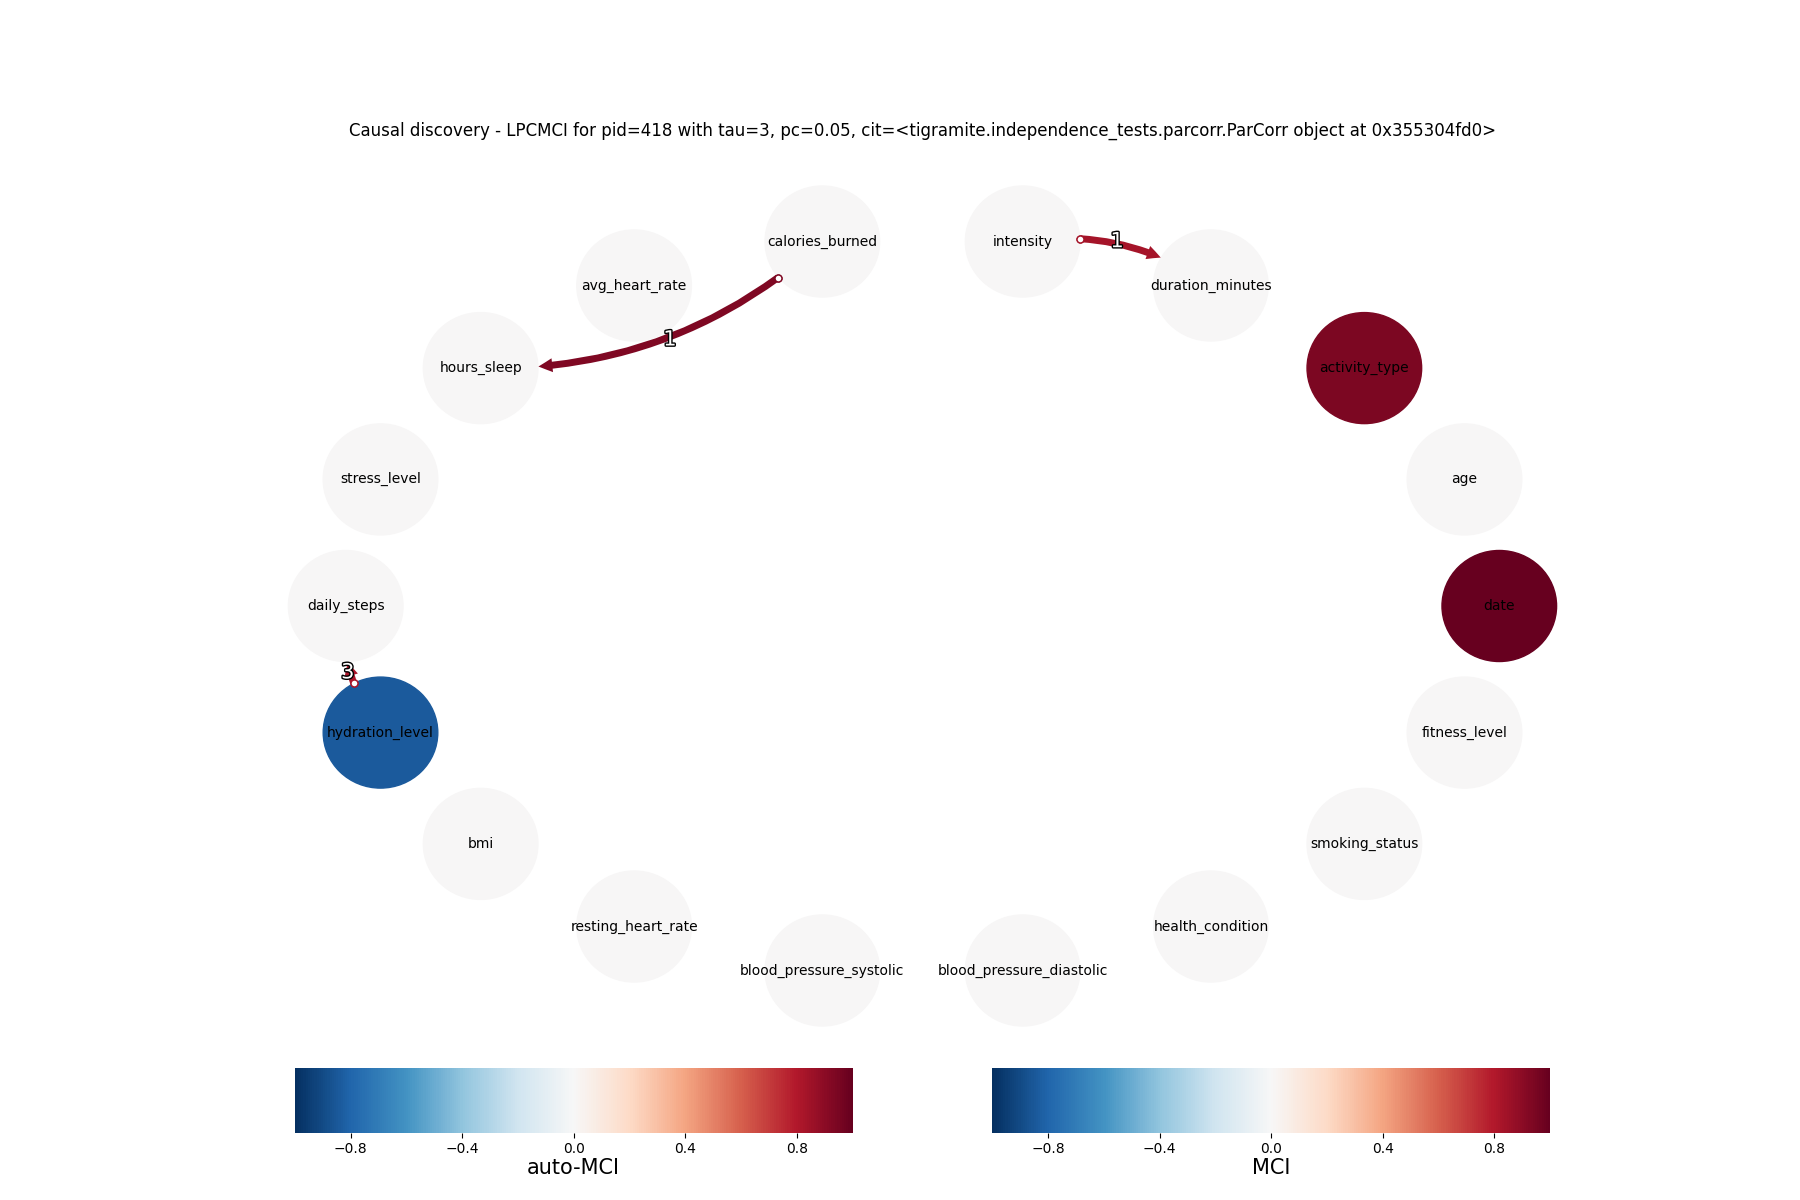 Causal discovery - LPCMCI for pid=418 with tau=3, pc=0.05, cit=<tigramite.independence_tests.parcorr.ParCorr object at 0x355304fd0>
calories_burned
intensity
1
avg_heart_rate
duration_minutes
1
hours_sleep
activity_type
stress_level
age
daily_steps
date
3
hydration_level
fitness_level
bmi
smoking_status
resting_heart_rate
health_condition
blood_pressure_systolic
blood_pressure_diastolic
−0.8 −0.4 0.0 0.4 0.8
auto-MCI
−0.8 −0.4 0.0 0.4 0.8
MCI